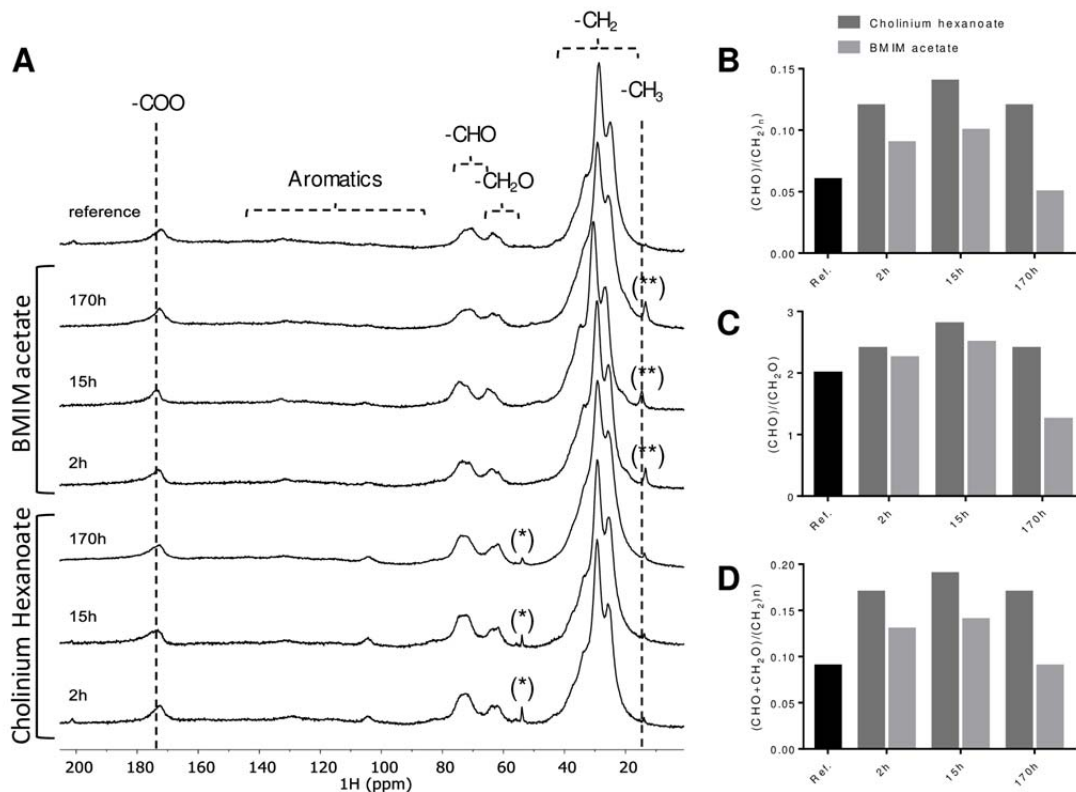 A
-COO
Aromatics
-CHO
-CH2O
-CH2
-CH3
reference
BMIM acetate
170h
(**)
15h
(**)
2h
(**)
Cholinium Hexanoate
170h
(*)
15h
(*)
2h
(*)
200 180 160 140 120 100 80 60 40 20
1H (ppm)
Cholinium hexanoate
BMIM acetate
B
(CHO)/(CH2)n
0.15
0.10
0.05
0.00
Ref. 2h 15h 170h
C
(CHO)/(CH2O)
3
2
1
0
Ref. 2h 15h 170h
D
(CHO+CH2O)/(CH2)n)
0.20
0.15
0.10
0.05
0.00
Ref. 2h 15h 170h